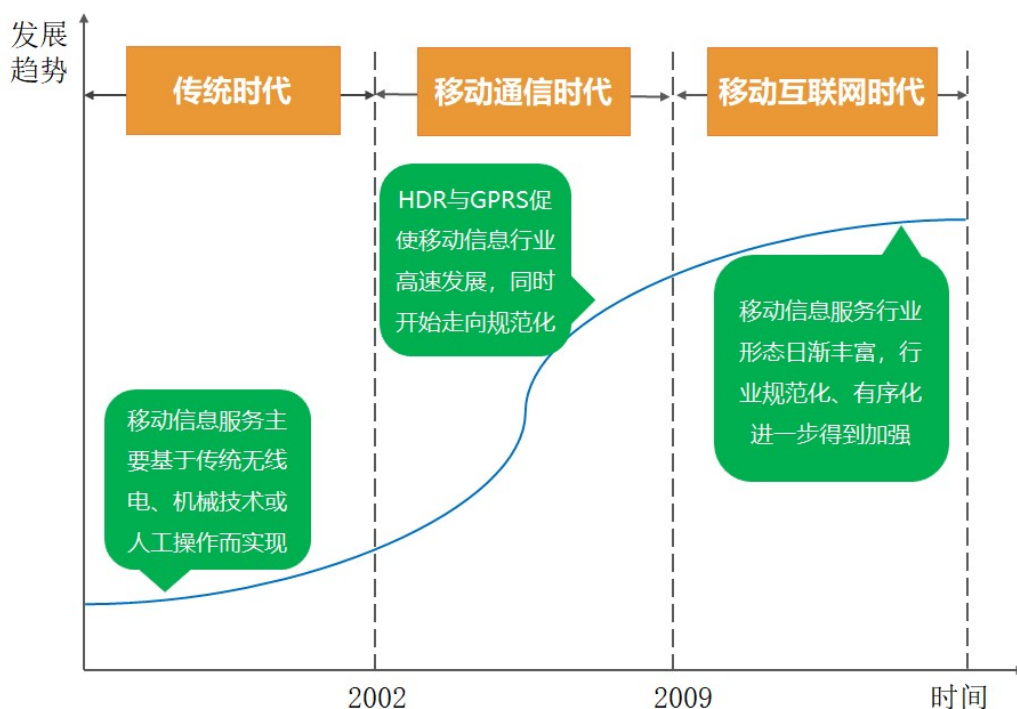 发展
趋势
传统时代
移动通信时代
移动互联网时代
HDR与GPRS促
使移动信息行业
高速发展，同时
开始走向规范化
移动信息服务行业
形态日渐丰富，行
业规范化、有序化
进一步得到加强
移动信息服务主
要基于传统无线
电、机械技术或
人工操作而实现
2002
2009
时间